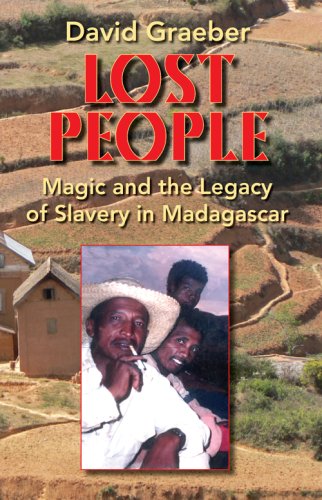 David Graeber
LOST
PEOPLE
Magic and the Legacy
of Slavery in Madagascar